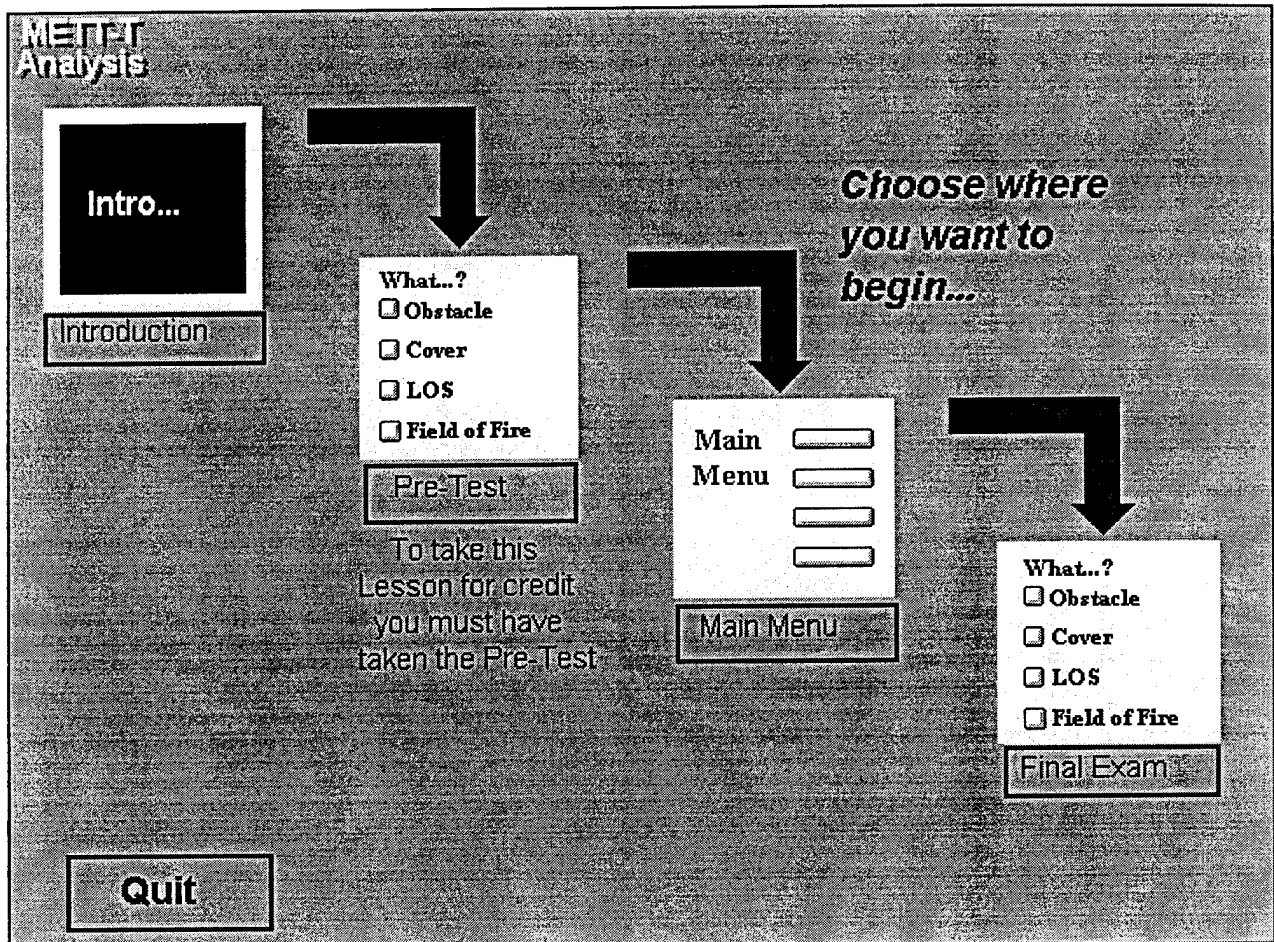 METT-T
Analysis
Intro...
Introduction
What...?
Obstacle
Cover
LOS
Field of Fire
Pre-Test
To take this
Lesson for credit
you must have
taken the Pre-Test
Choose where
you want to
begin...
Main
Menu
Main Menu
What...?
Obstacle
Cover
LOS
Field of Fire
Final Exam
Quit